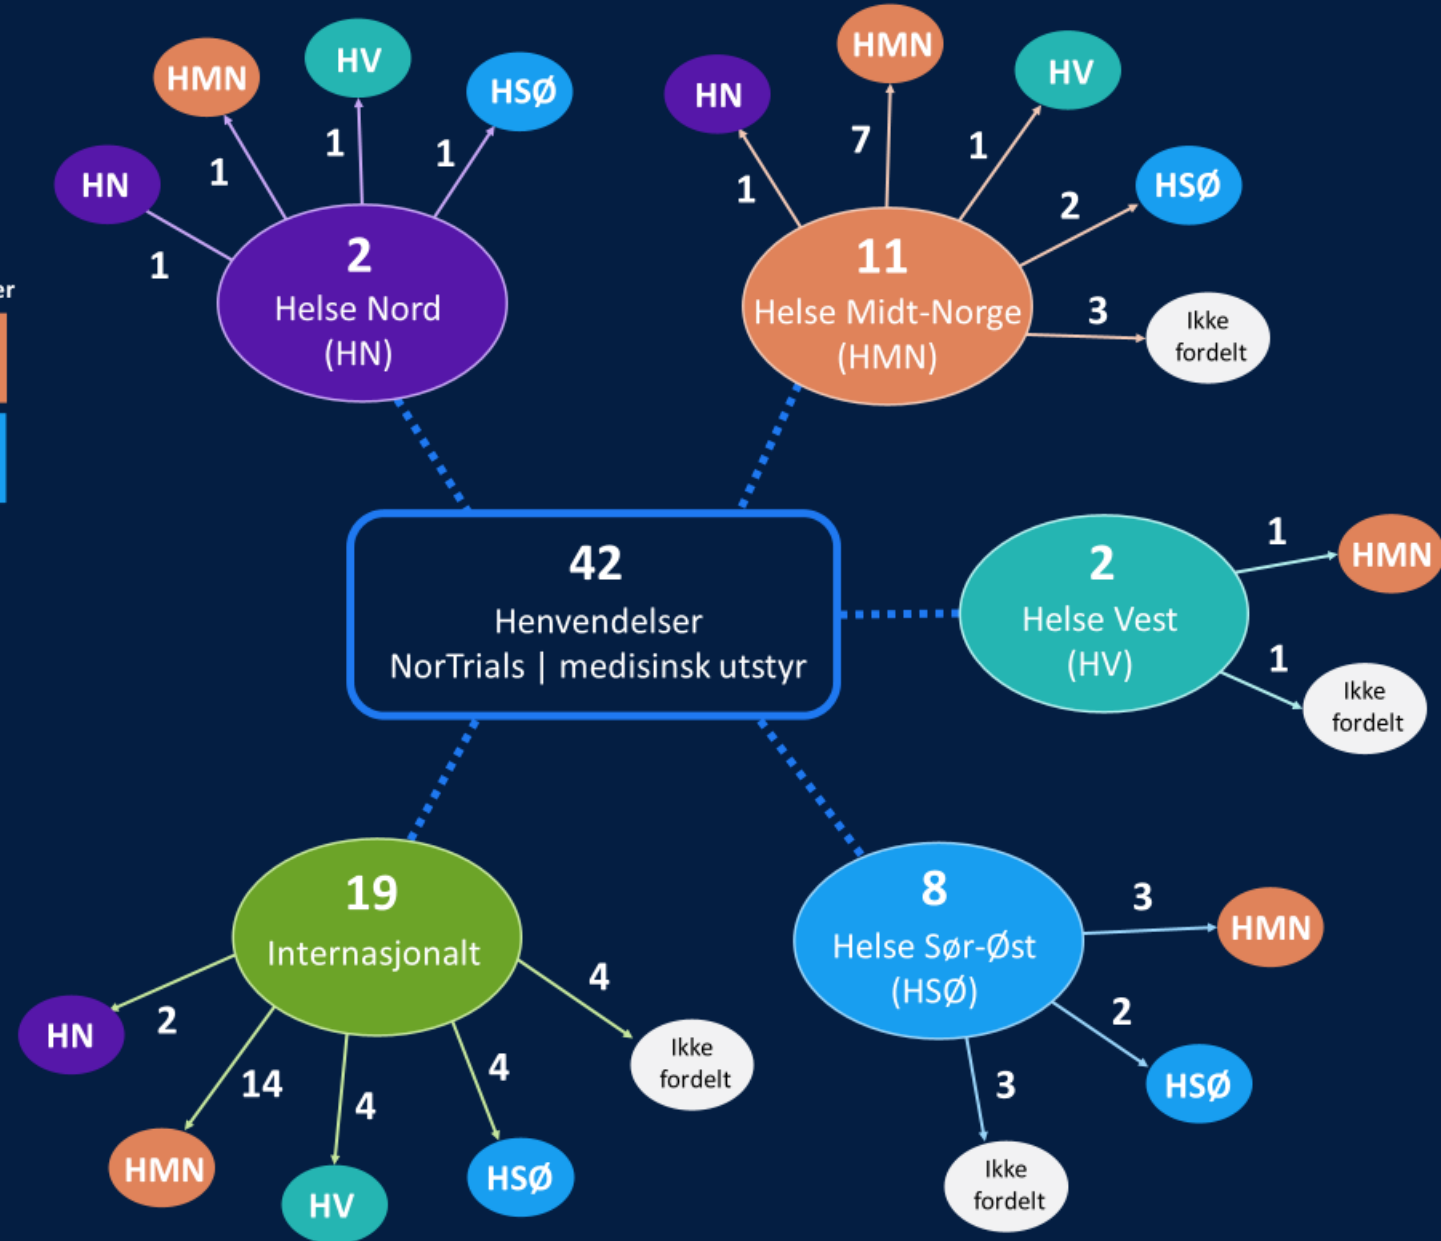 HMN
HV
HSØ
HN
1
1
1
1
2
Helse Nord
(HN)
HMN
HN
HV
HSØ
7
1
1
2
3
11
Helse Midt-Norge
(HMN)
Ikke
fordelt
er
42
Henvendelser
NorTrials | medisinsk utstyr
2
Helse Vest
(HV)
1
HMN
1
Ikke
fordelt
19
Internasjonalt
2
HN
14
HMN
4
HV
4
HSØ
4
Ikke
fordelt
8
Helse Sør-Øst
(HSØ)
3
HMN
2
HSØ
3
Ikke
fordelt